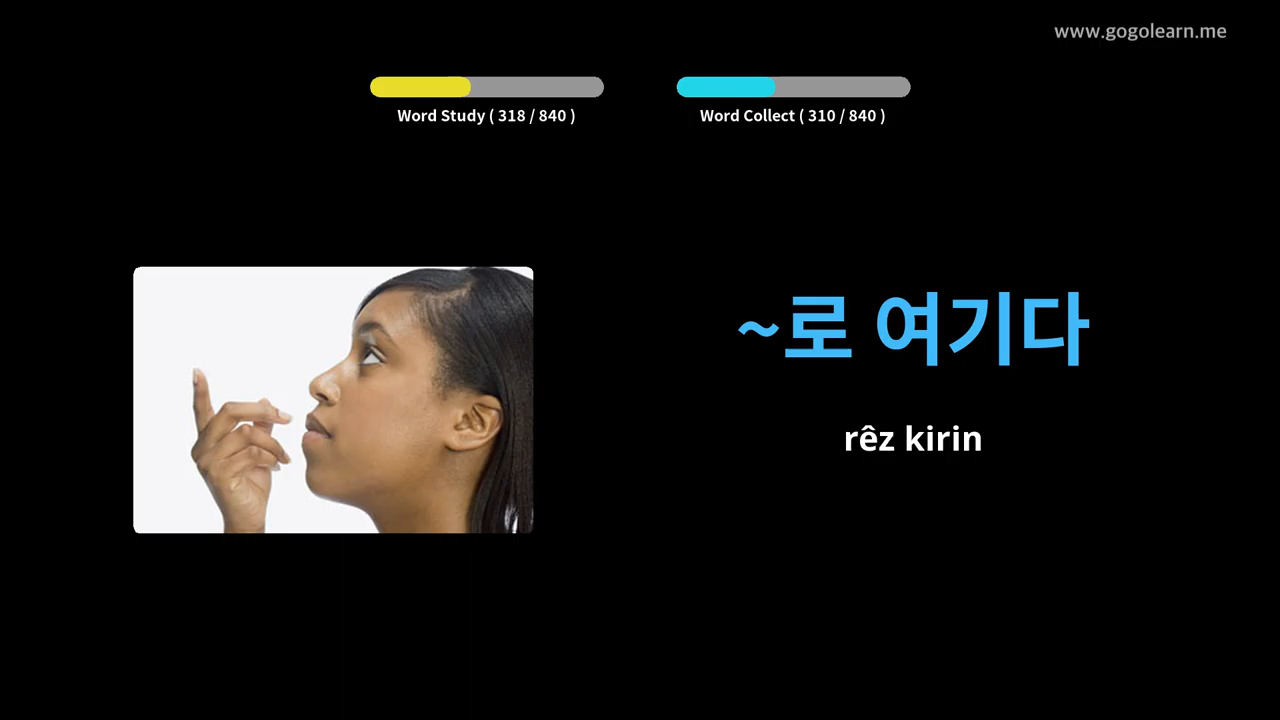 www.gogolearn.me
Word Study ( 318 / 840 )
Word Collect ( 310 / 840 )
~로 여기다
rêz kirin